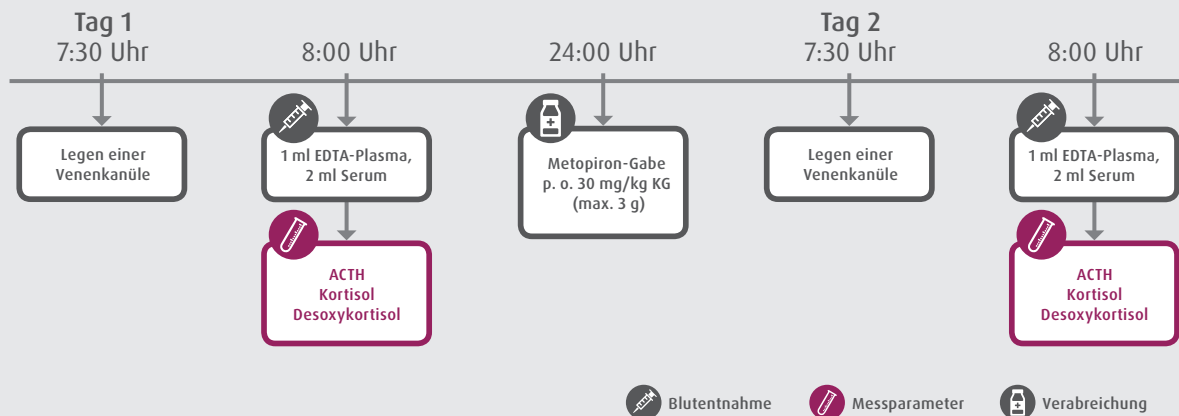 Tag 1
7:30 Uhr
8:00 Uhr
24:00 Uhr
Tag 2
7:30 Uhr
8:00 Uhr
Legen einer
Venenkanüle
1 ml EDTA-Plasma,
2 ml Serum
ACTH
Kortisol
Desoxykortisol
Metopiron-Gabe
p. o. 30 mg/kg KG
(max. 3 g)
Legen einer
Venenkanüle
1 ml EDTA-Plasma,
2 ml Serum
ACTH
Kortisol
Desoxykortisol
Blutentnahme
Messparameter
Verabreichung